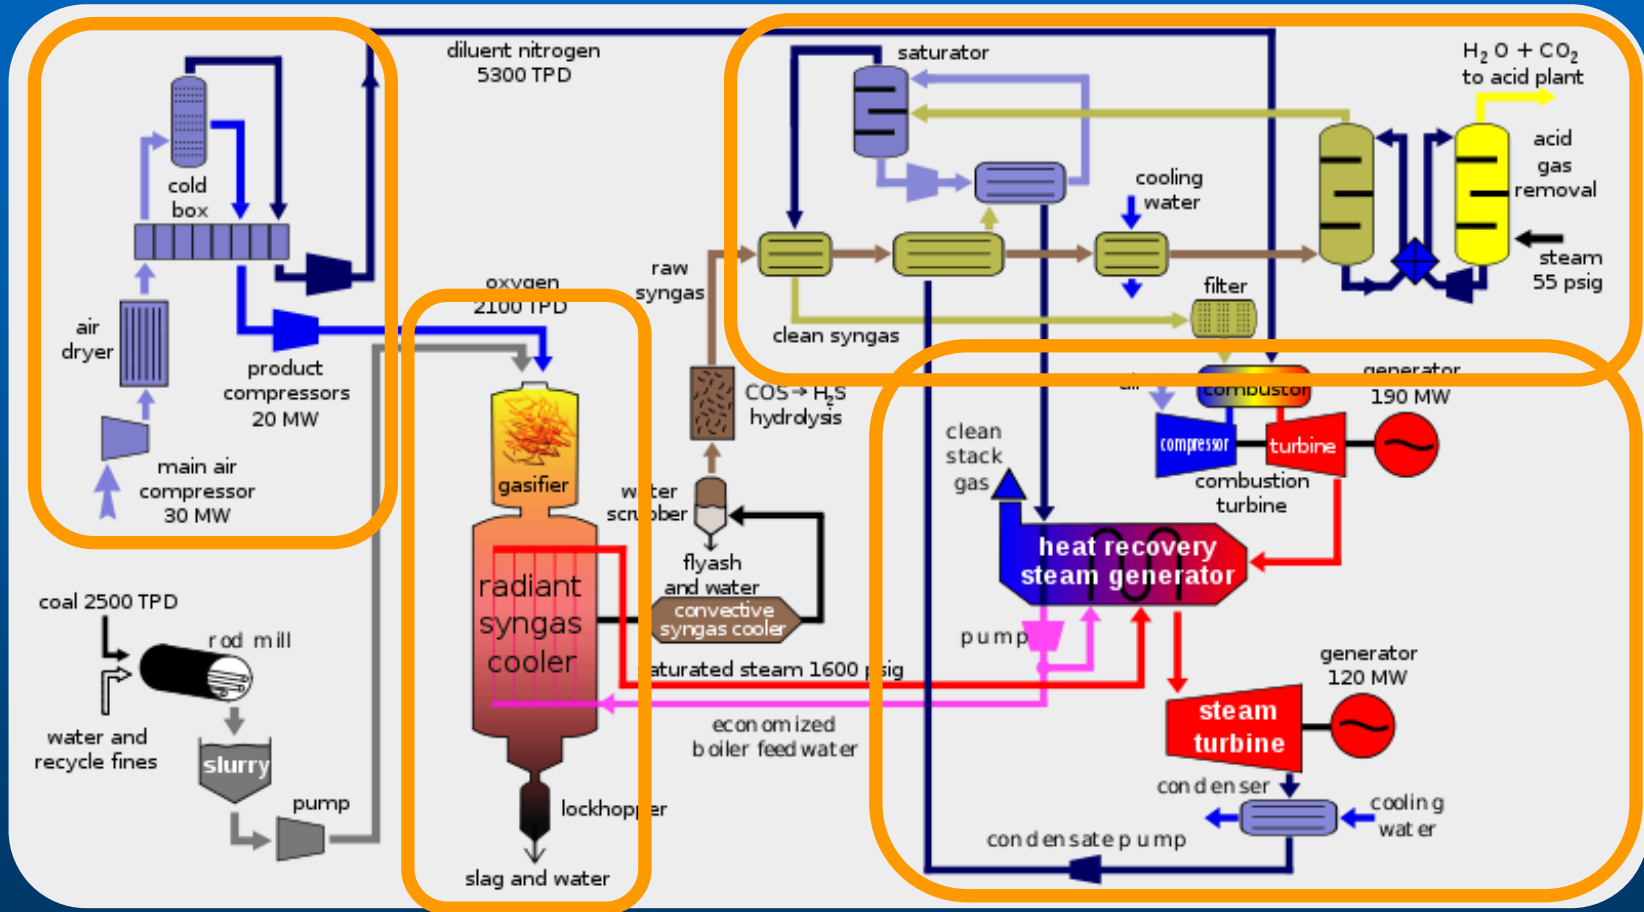 diluent nitrogen
5300 TPD
saturator
H₂O + CO₂
to acid plant
acid
gas
removal
cold
box
cooling
water
steam
55 psig
raw
syngas
oxygen
2100 TPD
filter
air
dryer
clean syngas
product
compressors
20 MW
COS→H₂S
hydrolysis
air
combustor
generator
190 MW
compressor
turbine
combustion
turbine
clean
stack
gas
main air
compressor
30 MW
gasifier
water
scrubber
flyash
and water
convective
syngas cooler
heat recovery
steam generator
coal 2500 TPD
rod mill
radiant
syngas
cooler
pump
saturated steam 1600 psig
generator
120 MW
steam
turbine
water and
recycle fines
slurry
economized
boiler feed water
pump
lockhopper
condenser
cooling
water
condensate pump
slag and water